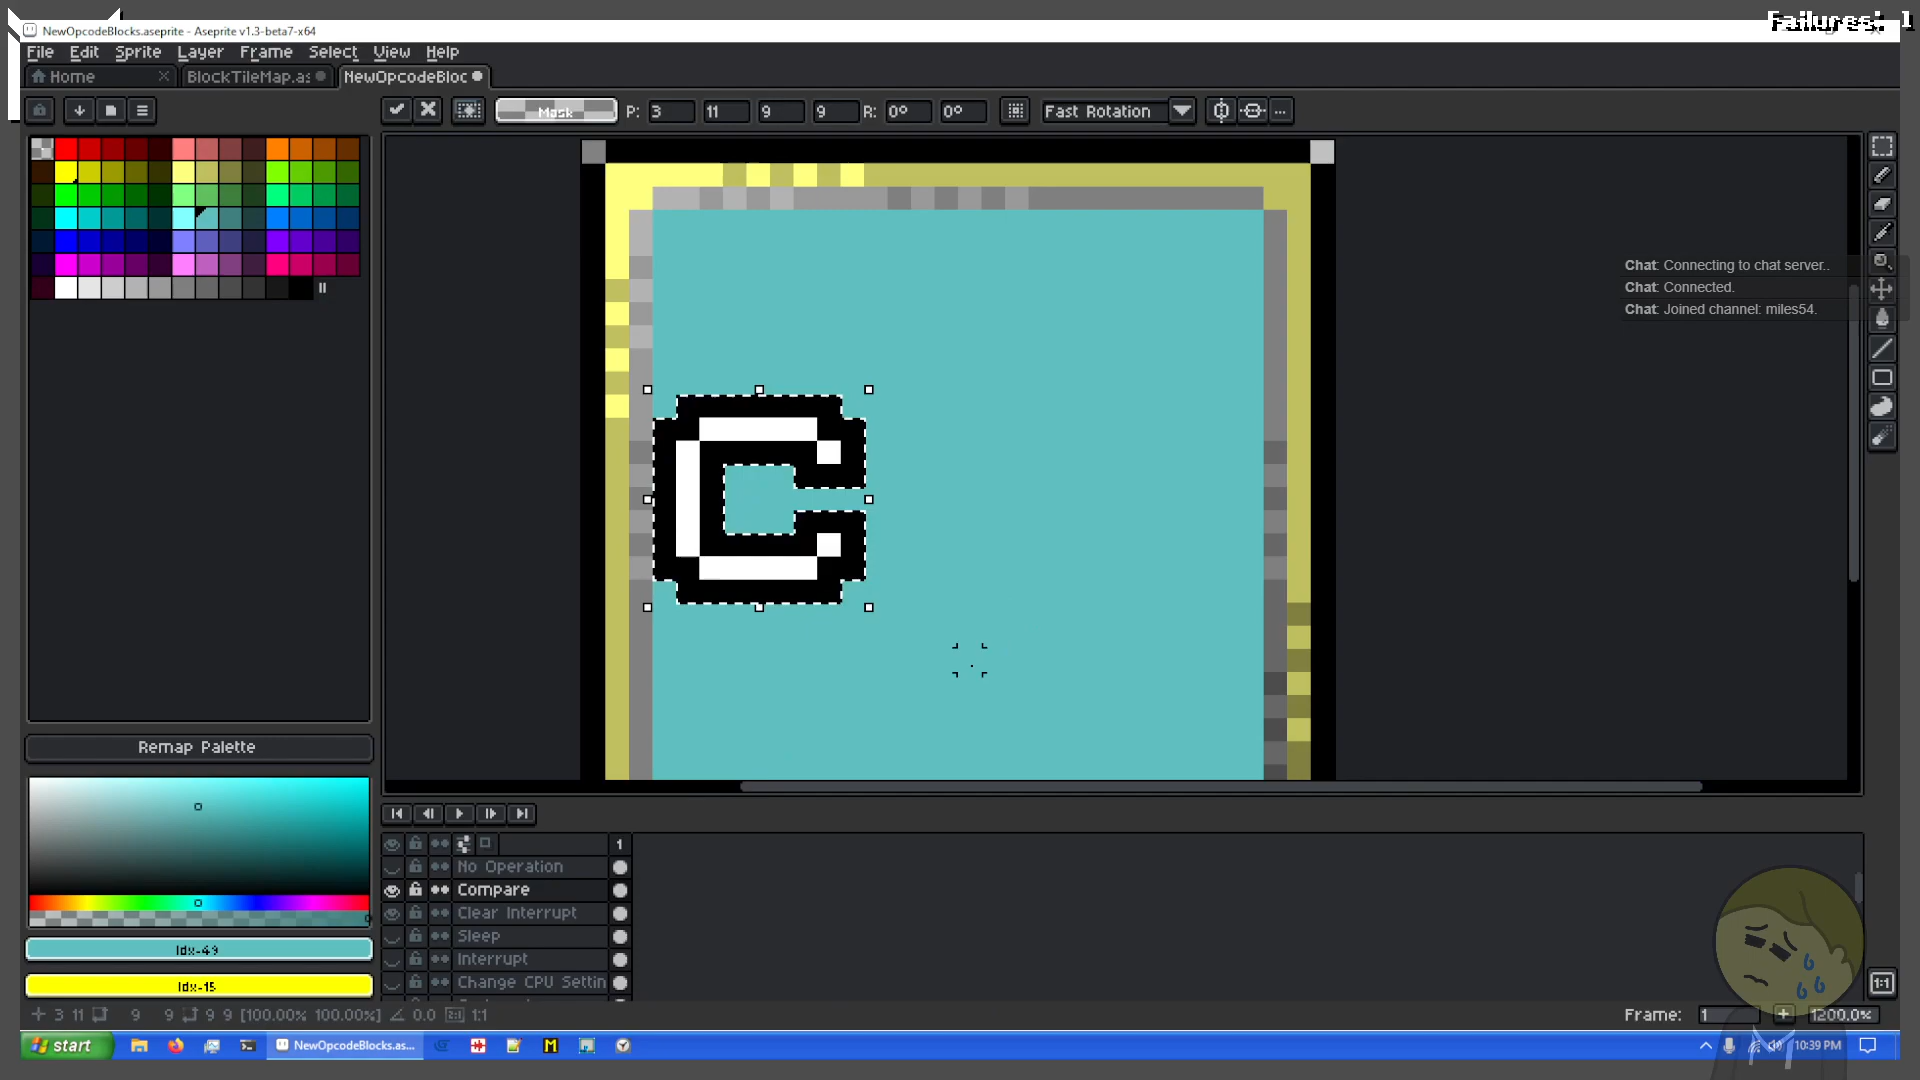 Failures: 1
NewOpcodeBlocks.aseprite - Aseprite v1.3-beta7-x64
File Edit Sprite Layer Frame Select View Help
Home BlockTileMap.as NewOpcodeBloc
Mask P: 3 11 9 9 R: 0° 0° Fast Rotation ...
Chat: Connecting to chat server..
Chat: Connected.
Chat: Joined channel: miles54.
C
Remap Palette
1
No Operation
Compare
Clear Interrupt
Sleep
Interrupt
Change CPU Settin
Idx-49
Idx-15
3 11 9 9 9 9 [100.00% 100.00%] 0.0 1:1
Frame: 1 + 1200.0%
1:1
start NewOpcodeBlocks.as... M 10:39 PM